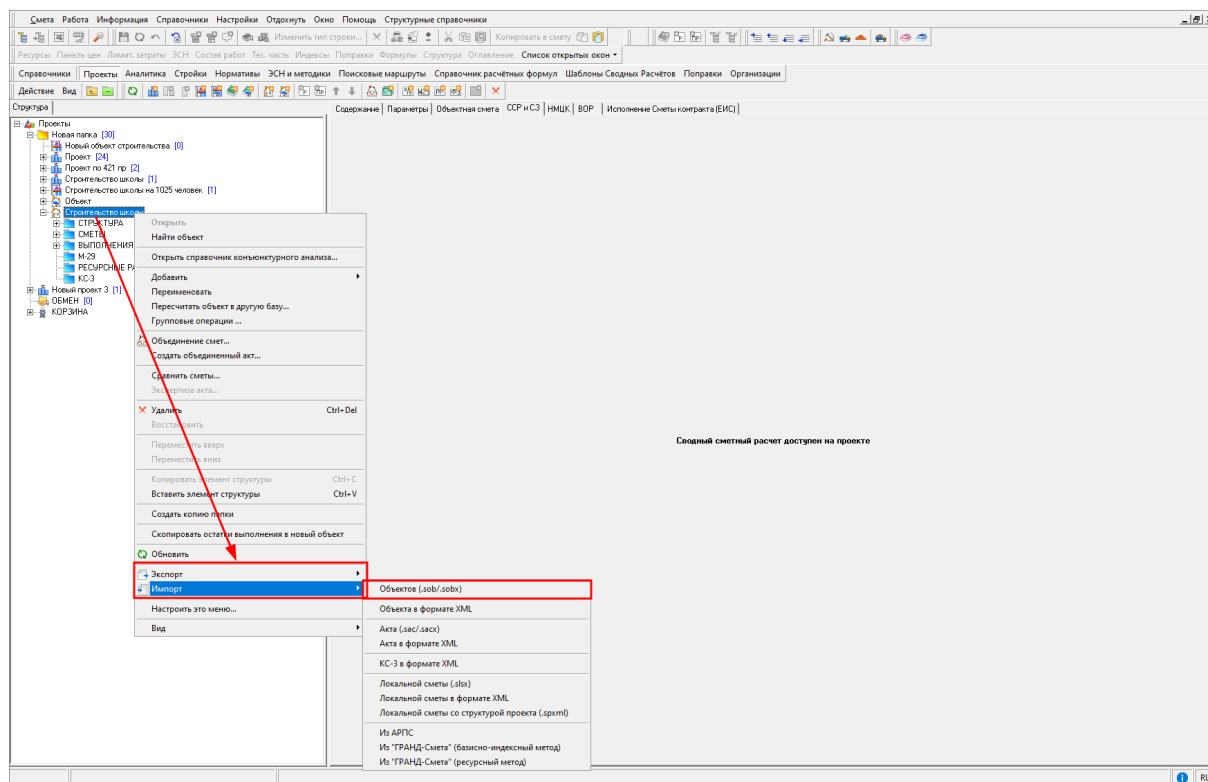 Смета Работа Информация Справочники Настройки Отдохнуть Окно Помощь Структурные справочники
Изменить тип строки... Копировать в смету
Ресурсы Панель цен Лимит. затраты ЭСН Состав работ Тех. часть Индексы Поправки Формулы Структура Оглавление Список открытых окон
Справочники Проекты Аналитика Стройки Нормативы ЭСН и методики Поисковые маршруты Справочник расчётных формул Шаблоны Сводных Расчётов Поправки Организации
Действие Вид
Структура
Содержание Параметры Объектная смета ССР и СЗ НМЦК ВОР Исполнение Сметы контракта (ЕИС)
Проекты
Новая папка [30]
Новый объект строительства [0]
Проект [24]
Проект по 421 пр [2]
Строительство школы [1]
Строительство школы на 1025 человек [1]
Объект
Строительство школы
СТРУКТУРА
СМЕТЫ
ВЫПОЛНЕНИЯ
М-29
РЕСУРСНЫЕ РА
КС-3
Новый проект 3 [1]
ОБМЕН [0]
КОРЗИНА
Открыть
Найти объект
Открыть справочник конъюнктурного анализа...
Добавить
Переименовать
Пересчитать объект в другую базу...
Групповые операции ...
Объединение смет...
Создать объединенный акт...
Сравнить сметы...
Экспертиза акта...
Удалить Ctrl+Del
Восстановить
Переместить вверх
Переместить вниз
Копировать элемент структуры Ctrl+C
Вставить элемент структуры Ctrl+V
Создать копию папки
Скопировать остатки выполнения в новый объект
Обновить
Экспорт
Импорт
Настроить это меню...
Вид
Объектов (.sob/.sobx)
Объекта в формате XML
Акта (.sac/.sacx)
Акта в формате XML
КС-3 в формате XML
Локальной сметы (.slsx)
Локальной сметы в формате XML
Локальной сметы со структурой проекта (.spxml)
Из АРПС
Из "ГРАНД-Смета" (базисно-индексный метод)
Из "ГРАНД-Смета" (ресурсный метод)
Сводный сметный расчет доступен на проекте
RU